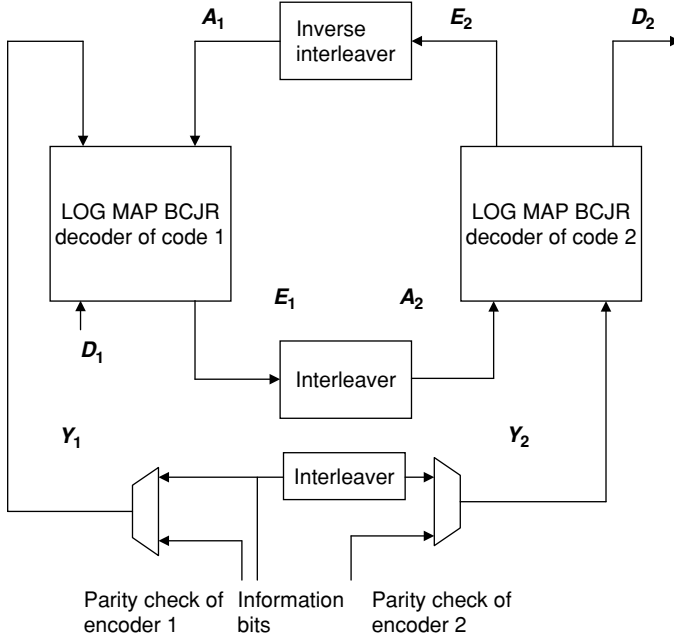 A1
Inverse
interleaver
E2
D2
LOG MAP BCJR
decoder of code 1
LOG MAP BCJR
decoder of code 2
E1
A2
D1
Interleaver
Y1
Y2
Interleaver
Parity check of
encoder 1
Information
bits
Parity check of
encoder 2